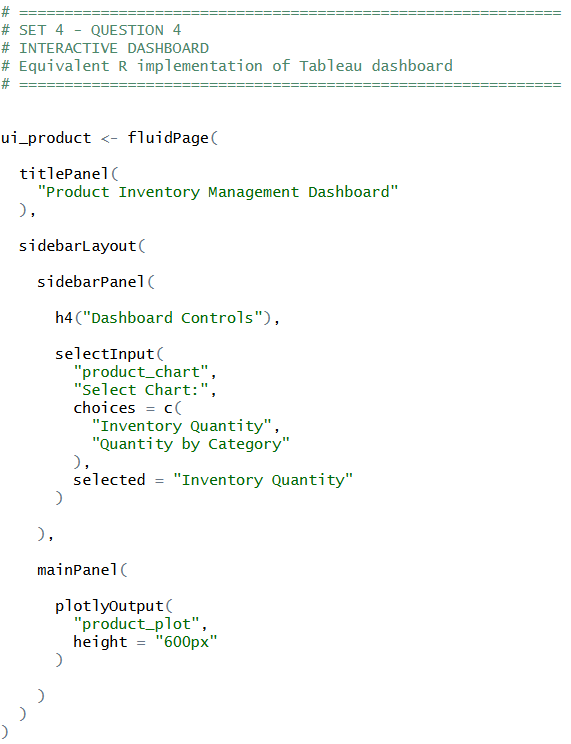 # ============================================================
# SET 4 - QUESTION 4
# INTERACTIVE DASHBOARD
# Equivalent R implementation of Tableau dashboard
# ============================================================
ui_product <- fluidPage(
  titlePanel(
    "Product Inventory Management Dashboard"
  ),
  sidebarLayout(
    sidebarPanel(
      h4("Dashboard Controls"),
      selectInput(
        "product_chart",
        "Select Chart:",
        choices = c(
          "Inventory Quantity",
          "Quantity by Category"
        ),
        selected = "Inventory Quantity"
      )
    ),
    mainPanel(
      plotlyOutput(
        "product_plot",
        height = "600px"
      )
    )
  )
)